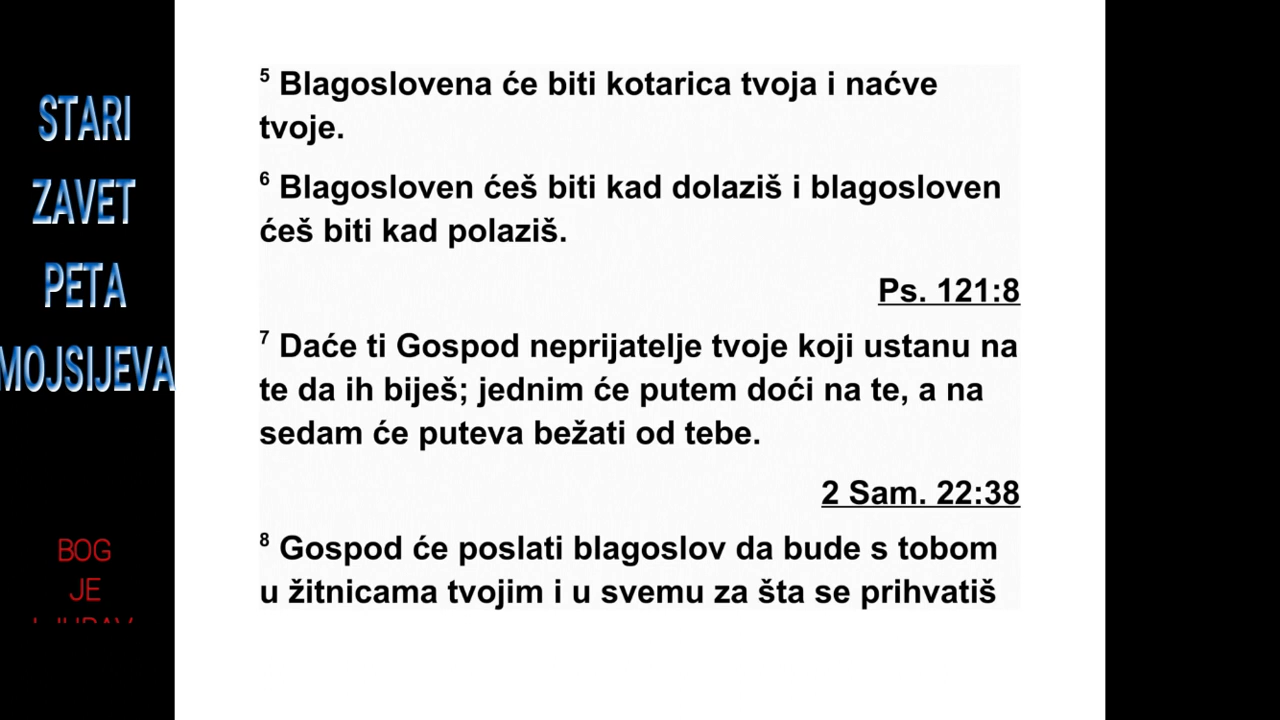 STARI
ZAVET
PETA
MOJSIJEVA
BOG
JE
5 Blagoslovena će biti kotarica tvoja i naćve
tvoje.
6 Blagosloven ćeš biti kad dolaziš i blagosloven
ćeš biti kad polaziš.
Ps. 121:8
7 Daće ti Gospod neprijatelje tvoje koji ustanu na
te da ih biješ; jednim će putem doći na te, a na
sedam će puteva bežati od tebe.
2 Sam. 22:38
8 Gospod će poslati blagoslov da bude s tobom
u žitnicama tvojim i u svemu za šta se prihvatiš